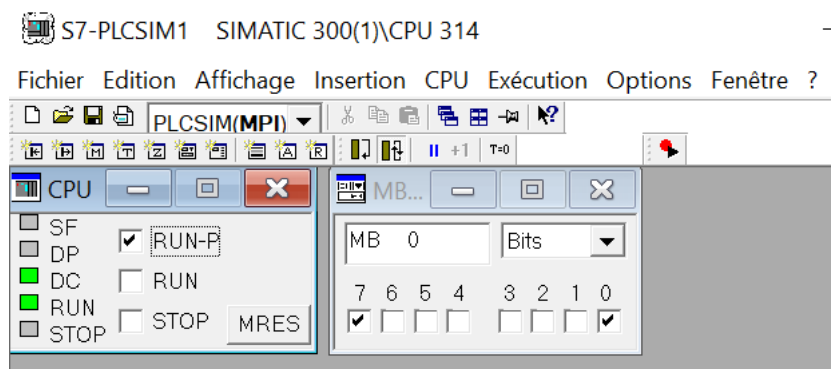 S7-PLCSIM1 SIMATIC 300(1)\CPU 314
Fichier Edition Affichage Insertion CPU Exécution Options Fenêtre ?
PLCSIM(MPI)
+1 T=0
CPU
SF
DP
DC
RUN
STOP
RUN-P
RUN
STOP MRES
MB...
MB 0 Bits
7 6 5 4 3 2 1 0